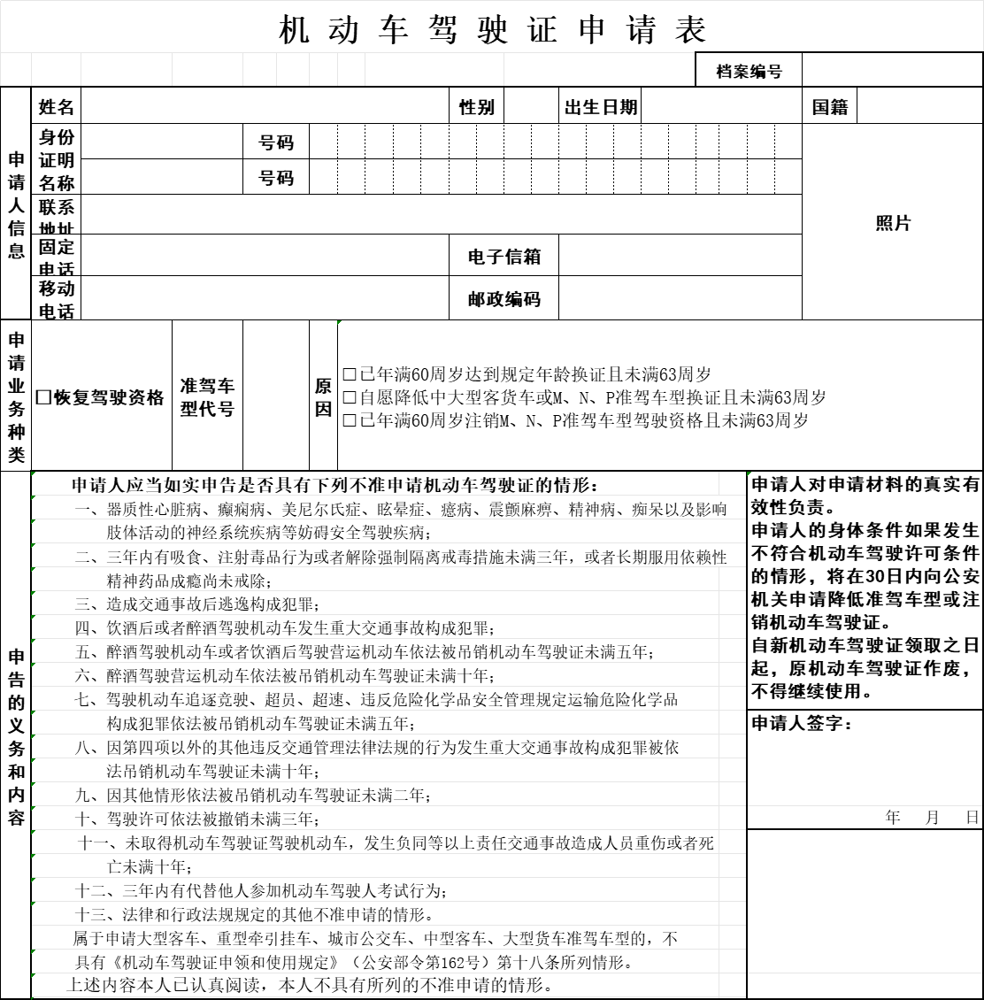 机动车驾驶证申请表
档案编号
申请人信息
姓名
性别
出生日期
国籍
身份证明名称
号码
号码
照片
联系地址
固定电话
电子信箱
移动电话
邮政编码
申请业务种类
□恢复驾驶资格
准驾车型代号
原因
□已年满60周岁达到规定年龄换证且未满63周岁
□自愿降低中大型客货车或M、N、P准驾车型换证且未满63周岁
□已年满60周岁注销M、N、P准驾车型驾驶资格且未满63周岁
申告的义务和内容
申请人应当如实申告是否具有下列不准申请机动车驾驶证的情形：
一、器质性心脏病、癫痫病、美尼尔氏症、眩晕症、癔病、震颤麻痹、精神病、痴呆以及影响
肢体活动的神经系统疾病等妨碍安全驾驶疾病；
二、三年内有吸食、注射毒品行为或者解除强制隔离戒毒措施未满三年，或者长期服用依赖性
精神药品成瘾尚未戒除；
三、造成交通事故后逃逸构成犯罪；
四、饮酒后或者醉酒驾驶机动车发生重大交通事故构成犯罪；
五、醉酒驾驶机动车或者饮酒后驾驶营运机动车依法被吊销机动车驾驶证未满五年；
六、醉酒驾驶营运机动车依法被吊销机动车驾驶证未满十年；
七、驾驶机动车追逐竞驶、超员、超速、违反危险化学品安全管理规定运输危险化学品
构成犯罪依法被吊销机动车驾驶证未满五年；
八、因第四项以外的其他违反交通管理法律法规的行为发生重大交通事故构成犯罪被依
法吊销机动车驾驶证未满十年；
九、因其他情形依法被吊销机动车驾驶证未满二年；
十、驾驶许可依法被撤销未满三年；
十一、未取得机动车驾驶证驾驶机动车，发生负同等以上责任交通事故造成人员重伤或者死
亡未满十年；
十二、三年内有代替他人参加机动车驾驶人考试行为；
十三、法律和行政法规规定的其他不准申请的情形。
属于申请大型客车、重型牵引挂车、城市公交车、中型客车、大型货车准驾车型的，不
具有《机动车驾驶证申领和使用规定》（公安部令第162号）第十八条所列情形。
上述内容本人已认真阅读，本人不具有所列的不准申请的情形。
申请人对申请材料的真实有
效性负责。
申请人的身体条件如果发生
不符合机动车驾驶许可条件
的情形，将在30日内向公安
机关申请降低准驾车型或注
销机动车驾驶证。
自新机动车驾驶证领取之日
起，原机动车驾驶证作废，
不得继续使用。
申请人签字：
年 月 日